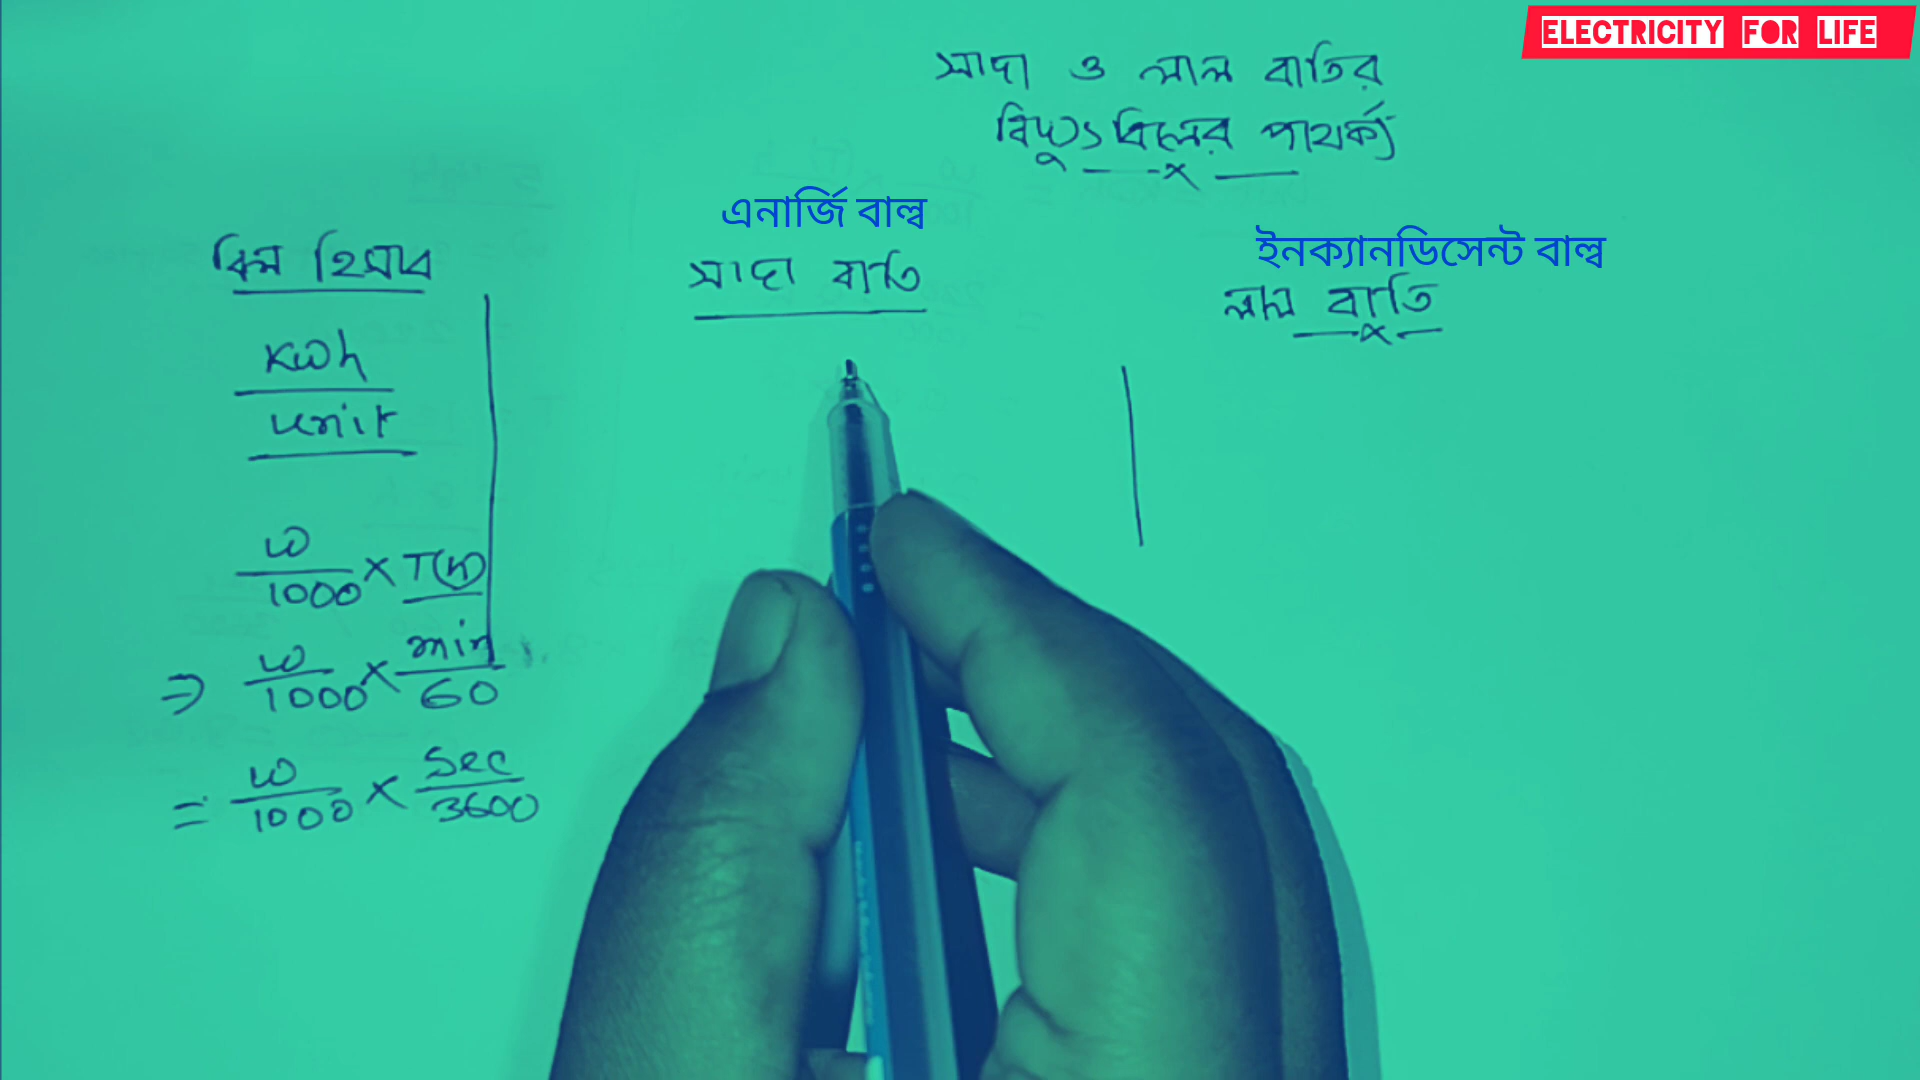 ELECTRICITY FOR LIFE
সাদা ও লাল বাতির
বিদ্যুৎ বিলের পার্থক্য
বিল হিসাব
kwh
unit
w/1000 × T(h)
⇒ w/1000 × min/60
= w/1000 × sec/3600
এনার্জি বাল্ব
সাদা বাতি
ইনক্যানডিসেন্ট বাল্ব
লাল বাতি